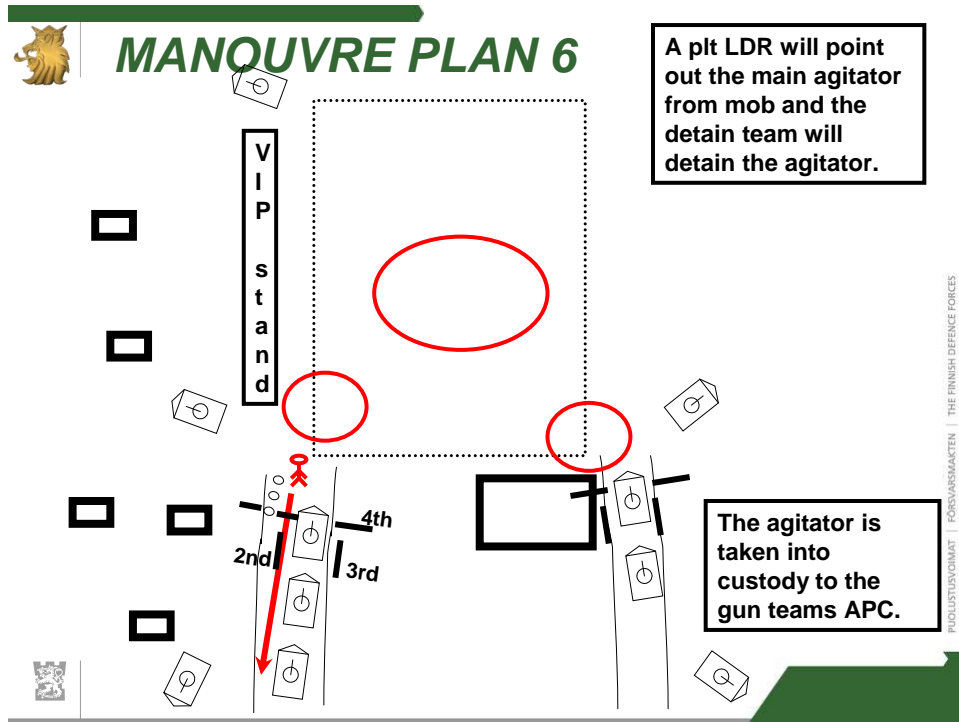 MANOUVRE PLAN 6
A plt LDR will point
out the main agitator
from mob and the
detain team will
detain the agitator.
V
I
P
s
t
a
n
d
4th
2nd
3rd
The agitator is
taken into
custody to the
gun teams APC.
PUOLUSTUSVOIMAT | FÖRSVARSMAKTEN | THE FINNISH DEFENCE FORCES